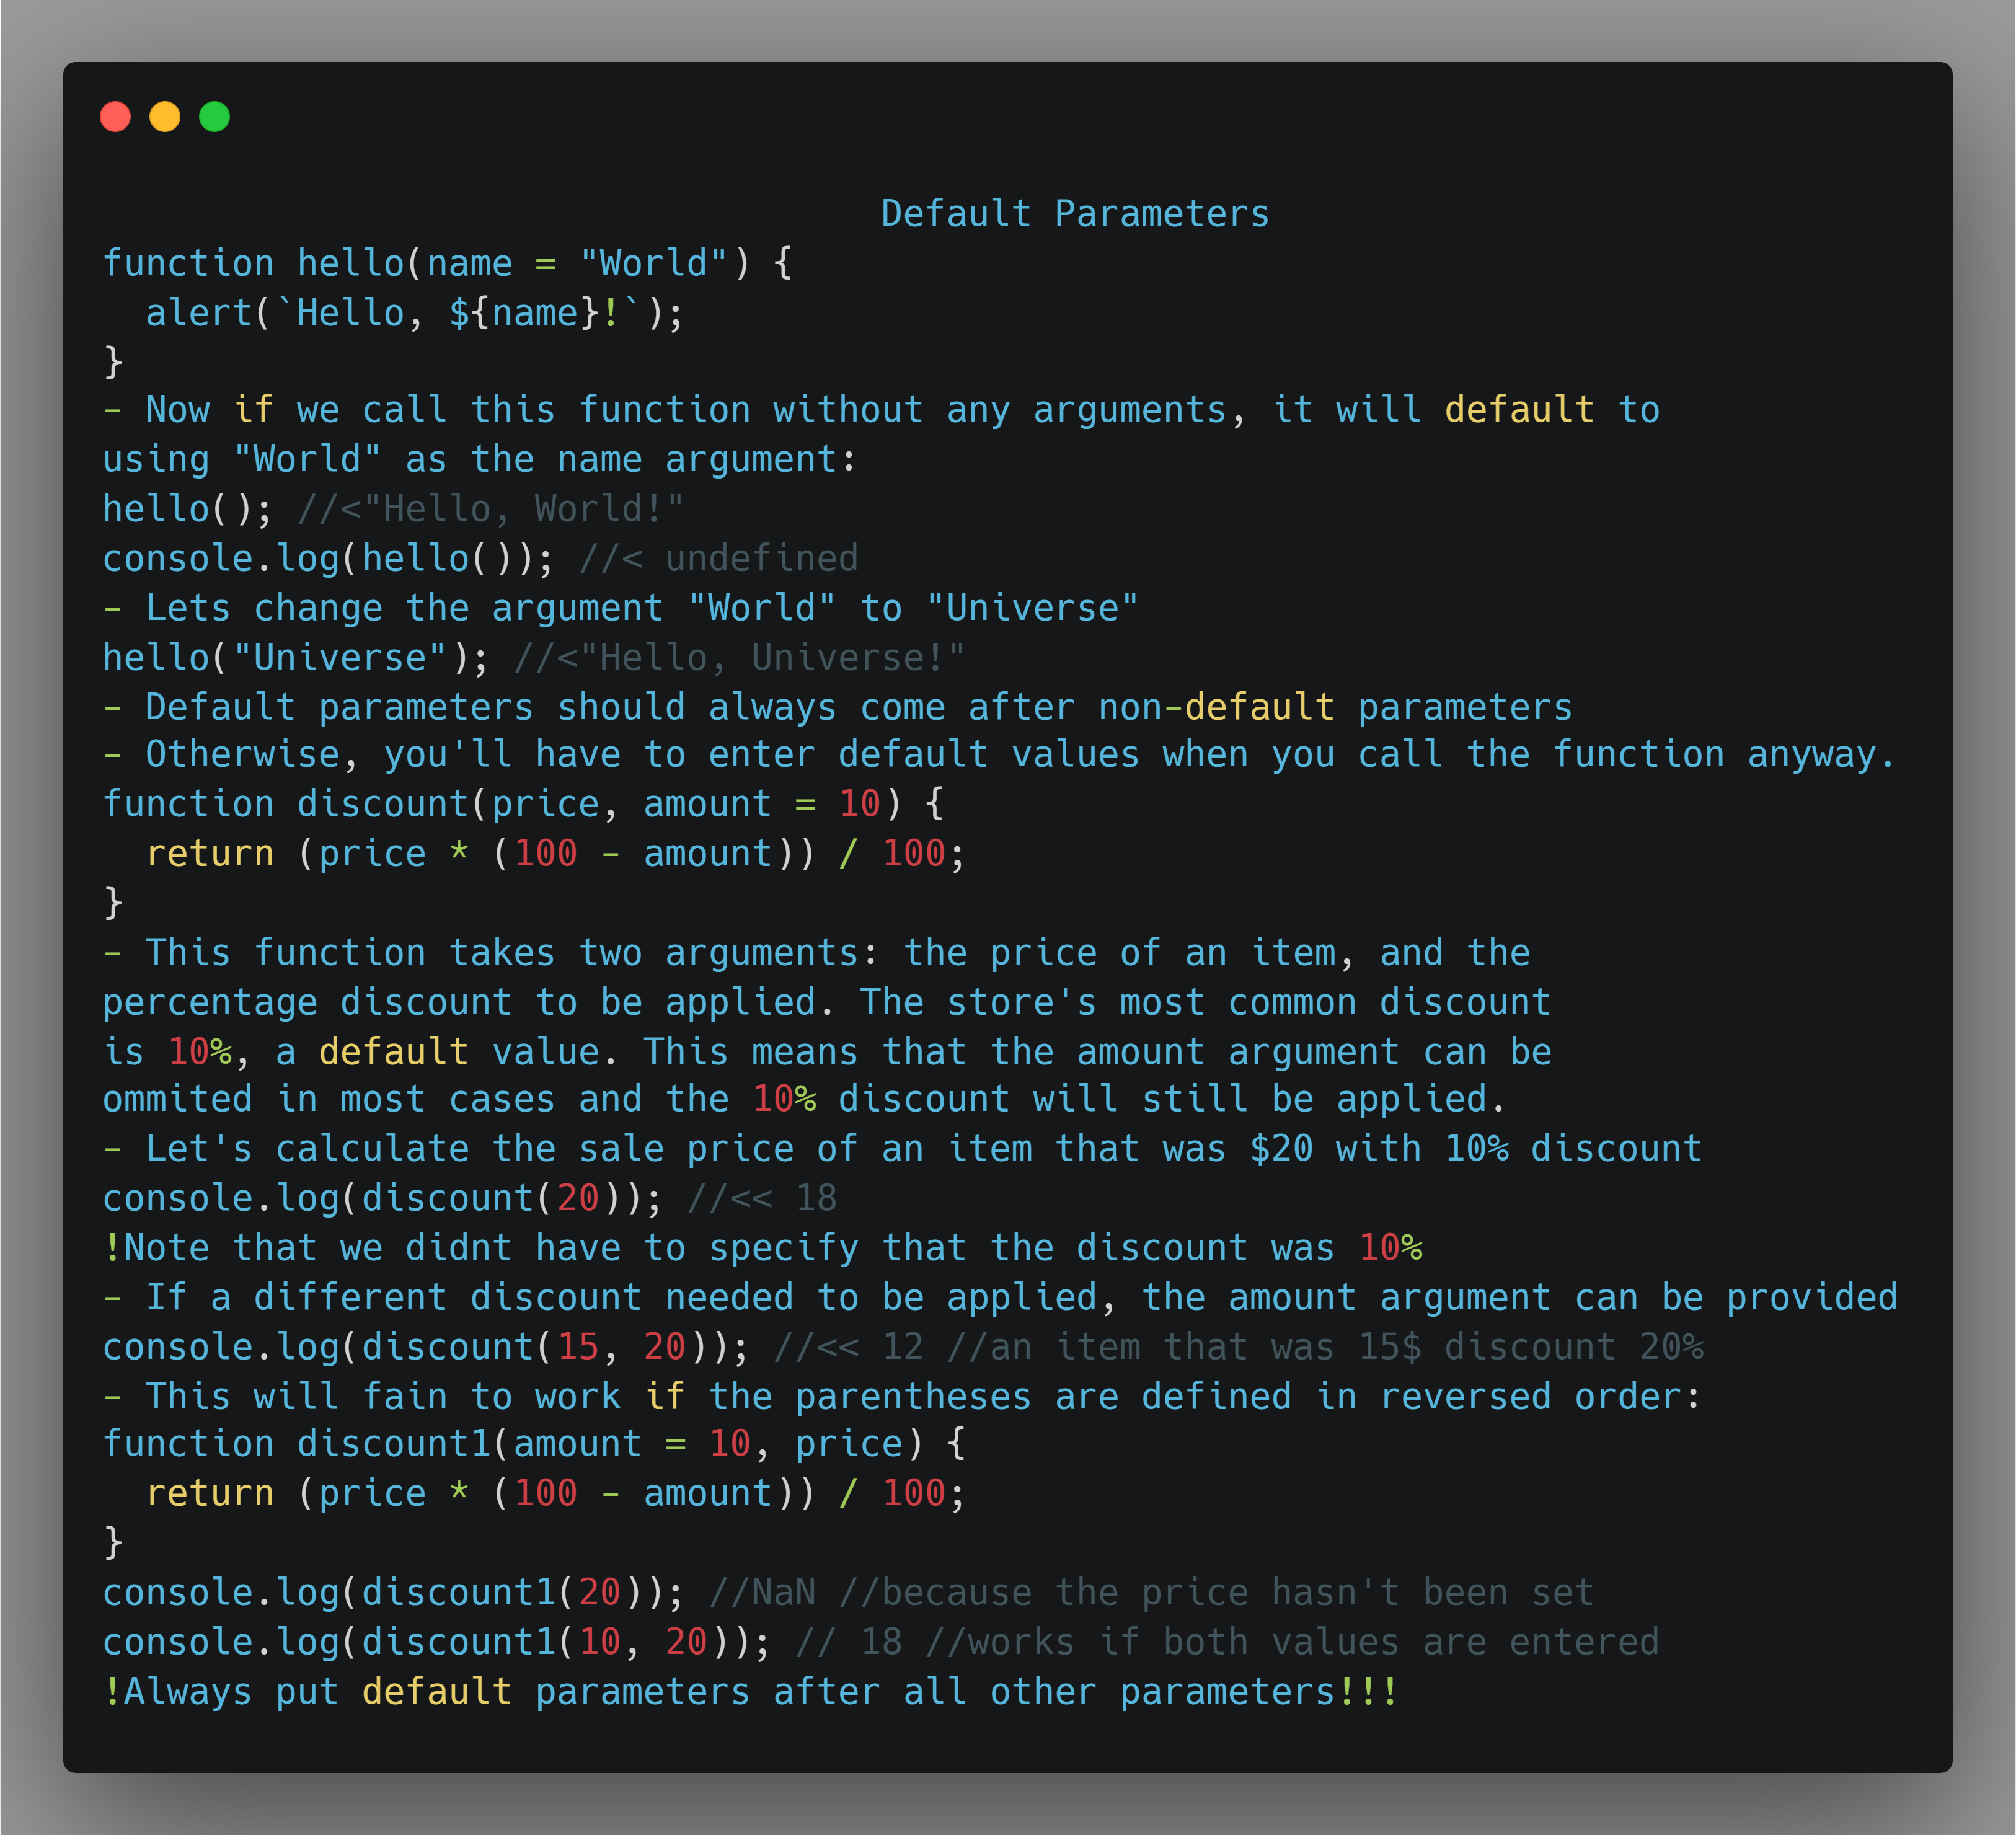 Default Parameters
function hello(name = "World") {
  alert(`Hello, ${name}!`);
}
- Now if we call this function without any arguments, it will default to
using "World" as the name argument:
hello(); //<"Hello, World!"
console.log(hello()); //< undefined
- Lets change the argument "World" to "Universe"
hello("Universe"); //<"Hello, Universe!"
- Default parameters should always come after non-default parameters
- Otherwise, you'll have to enter default values when you call the function anyway.
function discount(price, amount = 10) {
  return (price * (100 - amount)) / 100;
}
- This function takes two arguments: the price of an item, and the
percentage discount to be applied. The store's most common discount
is 10%, a default value. This means that the amount argument can be
ommited in most cases and the 10% discount will still be applied.
- Let's calculate the sale price of an item that was $20 with 10% discount
console.log(discount(20)); //<< 18
!Note that we didnt have to specify that the discount was 10%
- If a different discount needed to be applied, the amount argument can be provided
console.log(discount(15, 20)); //<< 12 //an item that was 15$ discount 20%
- This will fain to work if the parentheses are defined in reversed order:
function discount1(amount = 10, price) {
  return (price * (100 - amount)) / 100;
}
console.log(discount1(20)); //NaN //because the price hasn't been set
console.log(discount1(10, 20)); // 18 //works if both values are entered
!Always put default parameters after all other parameters!!!